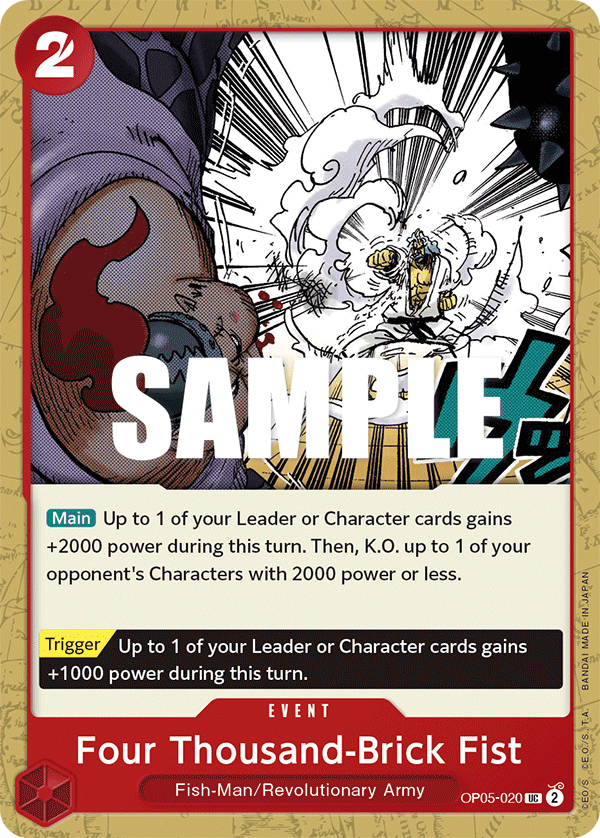 2
SAMPLE
Main Up to 1 of your Leader or Character cards gains
+2000 power during this turn. Then, K.O. up to 1 of your
opponent's Characters with 2000 power or less.
Trigger Up to 1 of your Leader or Character cards gains
+1000 power during this turn.
EVENT
Four Thousand-Brick Fist
Fish-Man/Revolutionary Army
OP05-020 UC 2
©E.O./S. ©E.O./S.,T.A. BANDAI MADE IN JAPAN